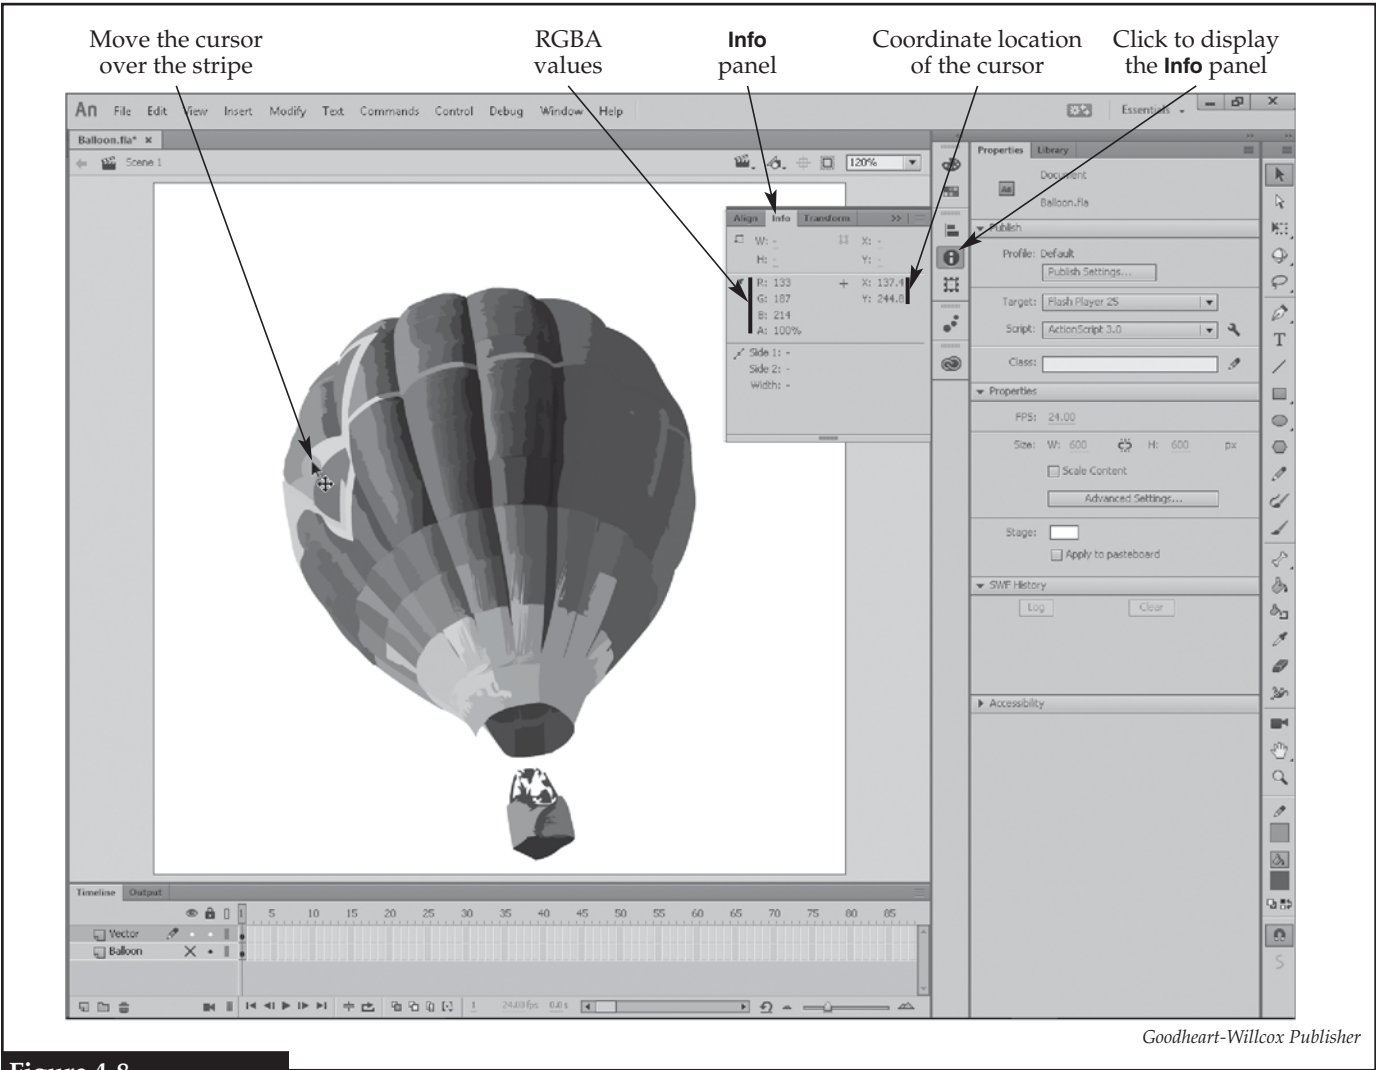 Move the cursor
over the stripe
RGBA
values
Info
panel
Coordinate location
of the cursor
Click to display
the Info panel
An File Edit View Insert Modify Text Commands Control Debug Window Help
Essentials
Balloon.fla* ×
Scene 1
120%
Properties Library
Document
Balloon.fla
Align Info Transform
W: - X: -
H: - Y: -
R: 133 X: 137.4
G: 187 Y: 244.8
B: 214
A: 100%
Side 1: -
Side 2: -
Width: -
Publish
Profile: Default
Publish Settings...
Target: Flash Player 25
Script: ActionScript 3.0
Class:
Properties
FPS: 24.00
Size: W: 600 H: 600 px
Scale Content
Advanced Settings...
Stage:
Apply to pasteboard
SWF History
Log Clear
Accessibility
Timeline Output
1 5 10 15 20 25 30 35 40 45 50 55 60 65 70 75 80 85
Vector
Balloon
1 24.00 fps 0.0 s
Goodheart-Willcox Publisher
Figure 4-8